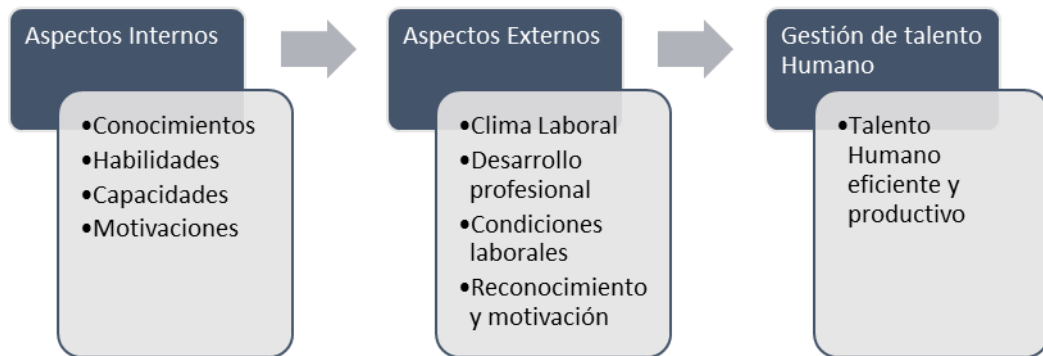 Aspectos Internos
•Conocimientos
•Habilidades
•Capacidades
•Motivaciones
Aspectos Externos
•Clima Laboral
•Desarrollo
profesional
•Condiciones
laborales
•Reconocimiento
y motivación
Gestión de talento
Humano
•Talento
Humano
eficiente y
productivo